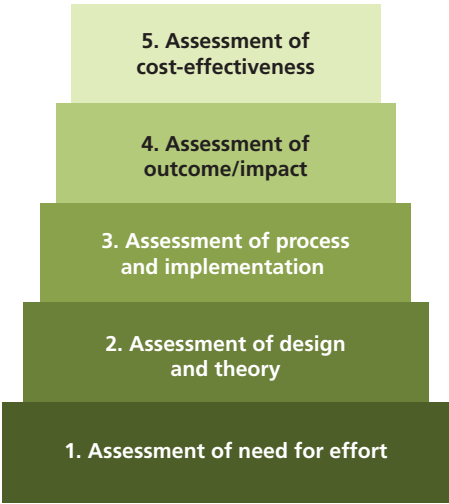 5. Assessment of
cost-effectiveness
4. Assessment of
outcome/impact
3. Assessment of process
and implementation
2. Assessment of design
and theory
1. Assessment of need for effort